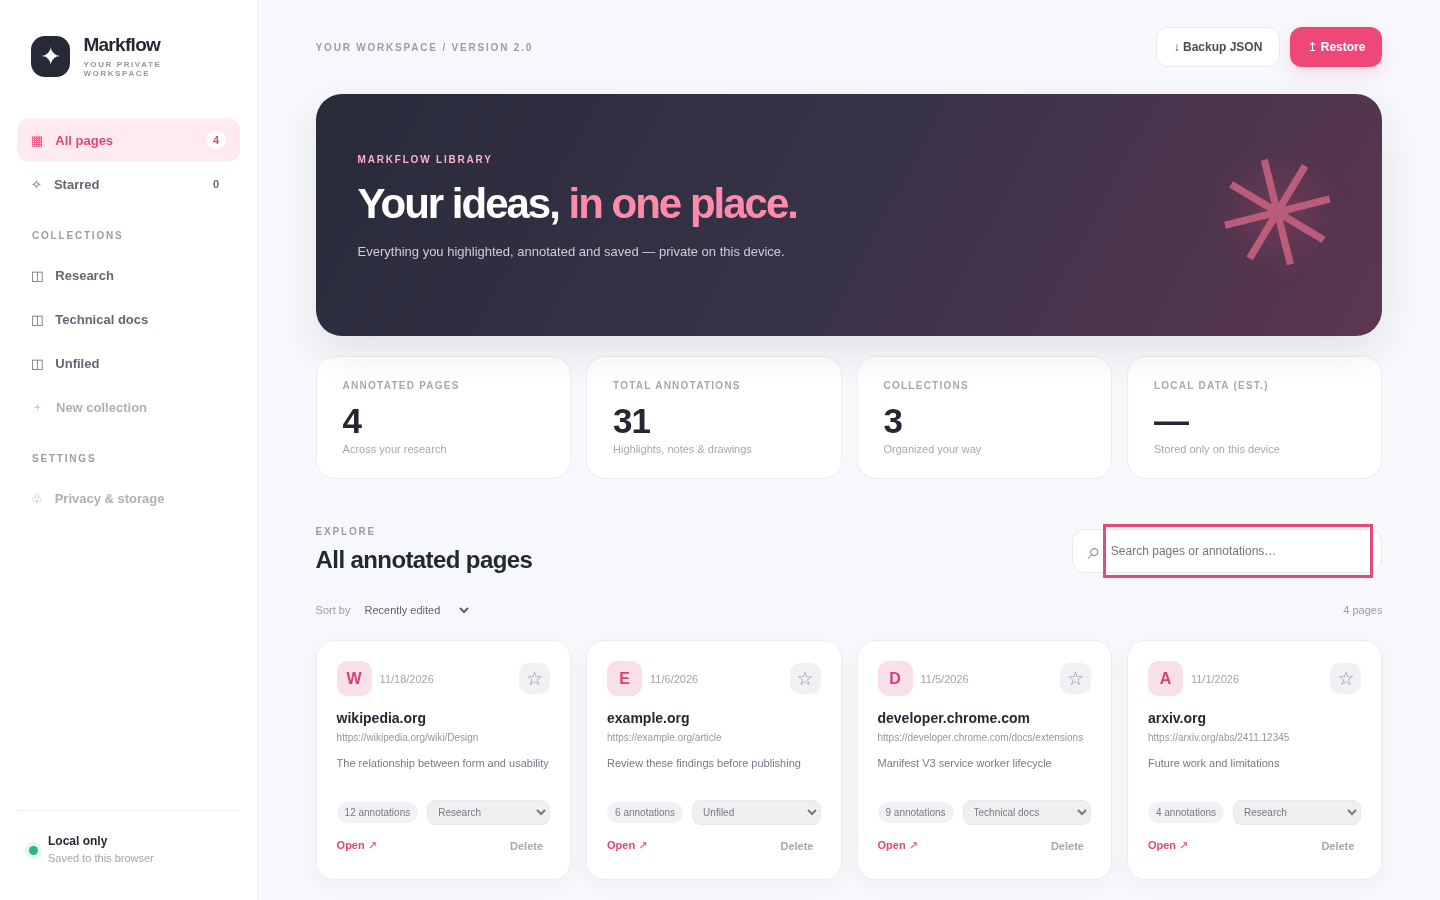 Markflow
YOUR PRIVATE
WORKSPACE
All pages 4
Starred 0
COLLECTIONS
Research
Technical docs
Unfiled
+ New collection
SETTINGS
Privacy & storage
Local only
Saved to this browser
YOUR WORKSPACE / VERSION 2.0
↓ Backup JSON
↥ Restore
MARKFLOW LIBRARY
Your ideas, in one place.
Everything you highlighted, annotated and saved — private on this device.
ANNOTATED PAGES
4
Across your research
TOTAL ANNOTATIONS
31
Highlights, notes & drawings
COLLECTIONS
3
Organized your way
LOCAL DATA (EST.)
—
Stored only on this device
EXPLORE
All annotated pages
Search pages or annotations…
Sort by Recently edited
4 pages
W 11/18/2026
wikipedia.org
https://wikipedia.org/wiki/Design
The relationship between form and usability
12 annotations Research
Open ↗ Delete
E 11/6/2026
example.org
https://example.org/article
Review these findings before publishing
6 annotations Unfiled
Open ↗ Delete
D 11/5/2026
developer.chrome.com
https://developer.chrome.com/docs/extensions
Manifest V3 service worker lifecycle
9 annotations Technical docs
Open ↗ Delete
A 11/1/2026
arxiv.org
https://arxiv.org/abs/2411.12345
Future work and limitations
4 annotations Research
Open ↗ Delete